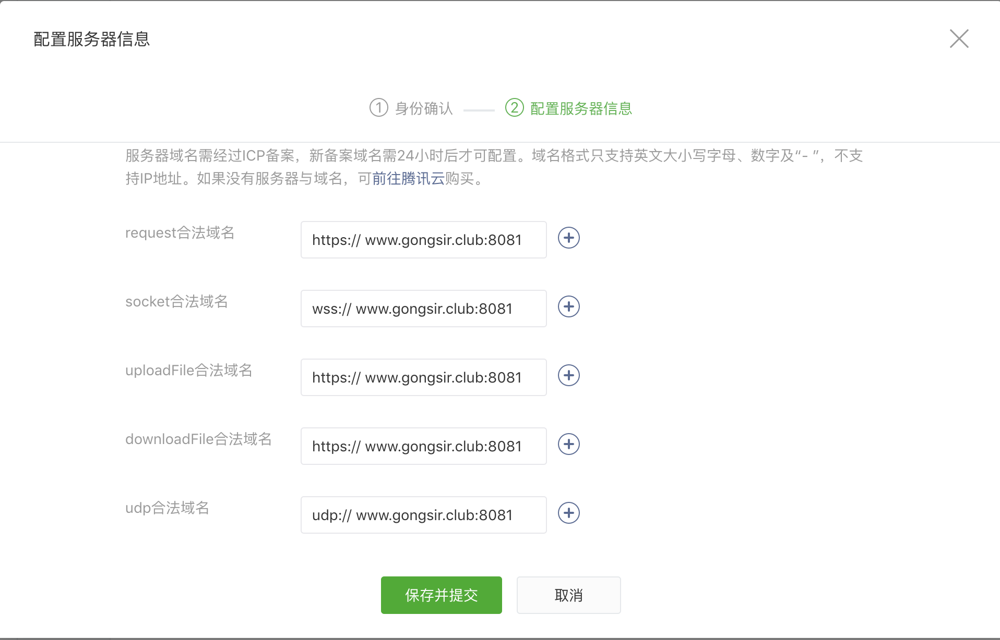 配置服务器信息
① 身份确认 ② 配置服务器信息
服务器域名需经过ICP备案，新备案域名需24小时后才可配置。域名格式只支持英文大小写字母、数字及“- ”，不支
持IP地址。如果没有服务器与域名，可前往腾讯云购买。
request合法域名 https:// www.gongsir.club:8081
socket合法域名 wss:// www.gongsir.club:8081
uploadFile合法域名 https:// www.gongsir.club:8081
downloadFile合法域名 https:// www.gongsir.club:8081
udp合法域名 udp:// www.gongsir.club:8081
保存并提交 取消